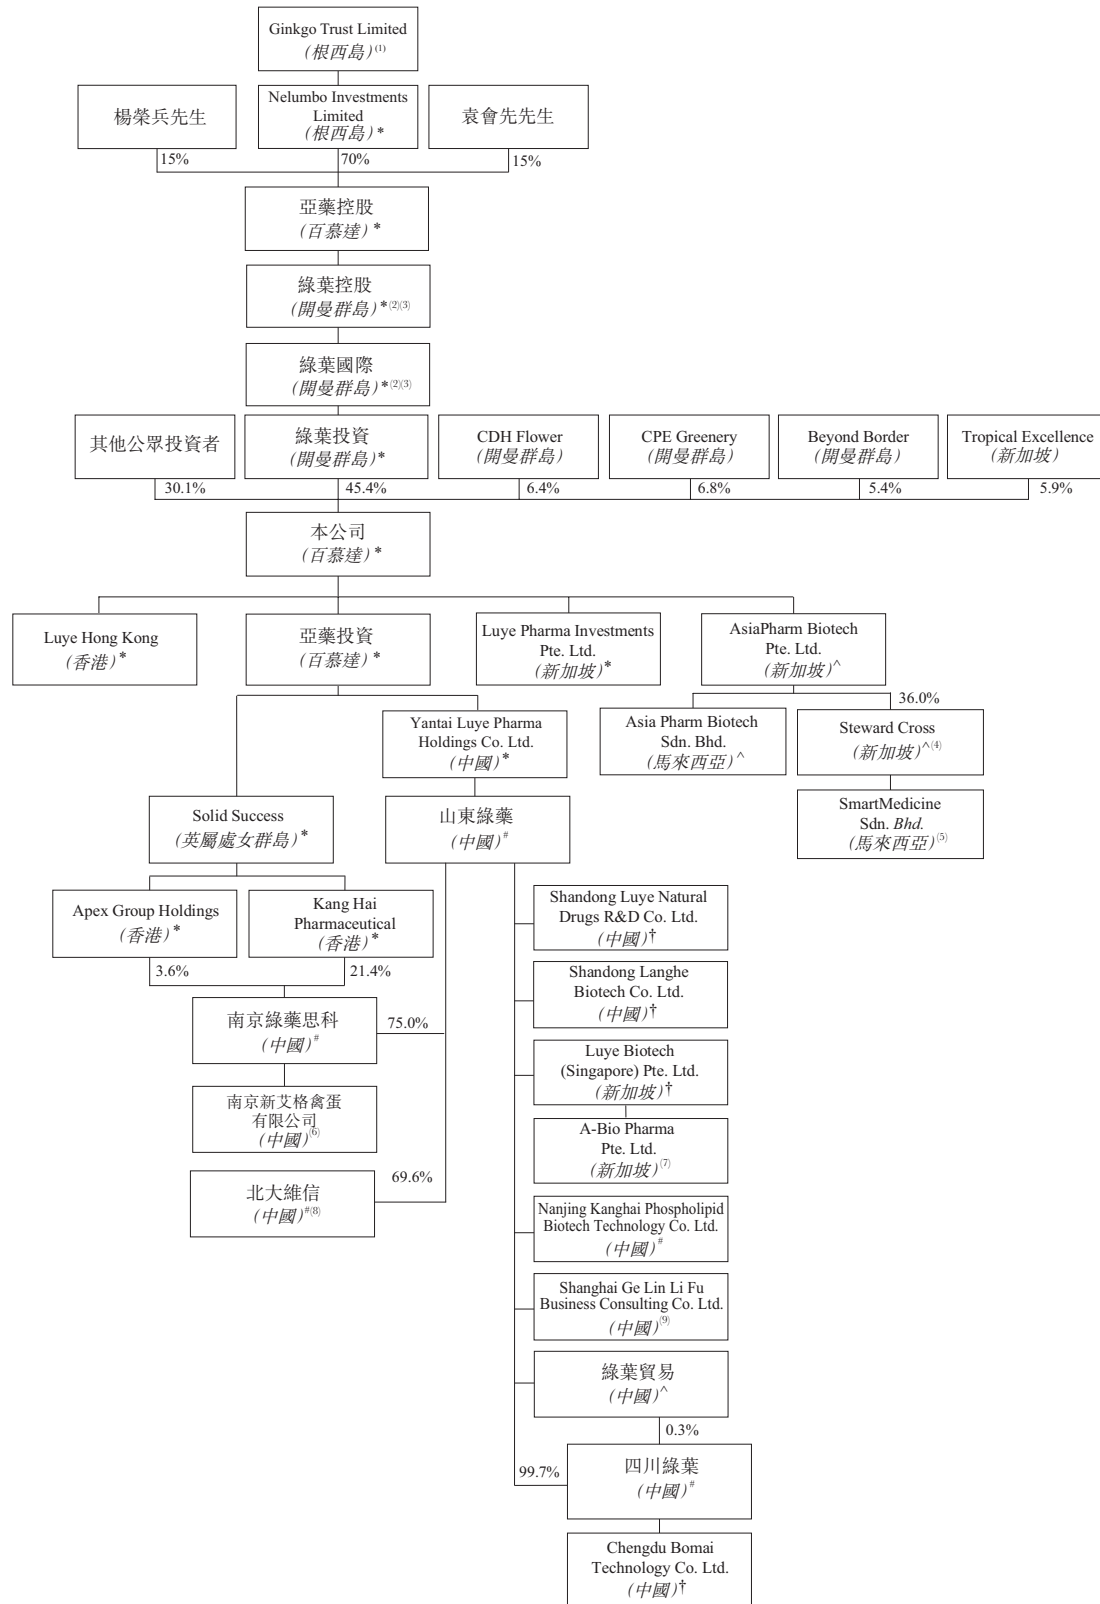 Ginkgo Trust Limited
(根西島)(1)
楊榮兵先生
Nelumbo Investments
Limited
(根西島)*
袁會先先生
15%
70%
15%
亞藥控股
(百慕達)*
綠葉控股
(開曼群島)*(2)(3)
綠葉國際
(開曼群島)*(2)(3)
其他公眾投資者
綠葉投資
(開曼群島)*
CDH Flower
(開曼群島)
CPE Greenery
(開曼群島)
Beyond Border
(開曼群島)
Tropical Excellence
(新加坡)
30.1%
45.4%
6.4%
6.8%
5.4%
5.9%
本公司
(百慕達)*
Luye Hong Kong
(香港)*
亞藥投資
(百慕達)*
Luye Pharma Investments
Pte. Ltd.
(新加坡)*
AsiaPharm Biotech
Pte. Ltd.
(新加坡)^
36.0%
Yantai Luye Pharma
Holdings Co. Ltd.
(中國)*
Asia Pharm Biotech
Sdn. Bhd.
(馬來西亞)^
Steward Cross
(新加坡)^(4)
Solid Success
(英屬處女群島)*
山東綠葉
(中國)#
SmartMedicine
Sdn. Bhd.
(馬來西亞)(5)
Apex Group Holdings
(香港)*
Kang Hai
Pharmaceutical
(香港)*
Shandong Luye Natural
Drugs R&D Co. Ltd.
(中國)†
3.6%
21.4%
Shandong Langhe
Biotech Co. Ltd.
(中國)†
南京綠葉思科
(中國)#
75.0%
Luye Biotech
(Singapore) Pte. Ltd.
(新加坡)†
南京新艾格禽蛋
有限公司
(中國)(6)
A-Bio Pharma
Pte. Ltd.
(新加坡)(7)
北大維信
(中國)#(8)
69.6%
Nanjing Kanghai Phospholipid
Biotech Technology Co. Ltd.
(中國)#
Shanghai Ge Lin Li Fu
Business Consulting Co. Ltd.
(中國)(9)
綠葉貿易
(中國)^
0.3%
99.7%
四川綠葉
(中國)#
Chengdu Bomai
Technology Co. Ltd.
(中國)†